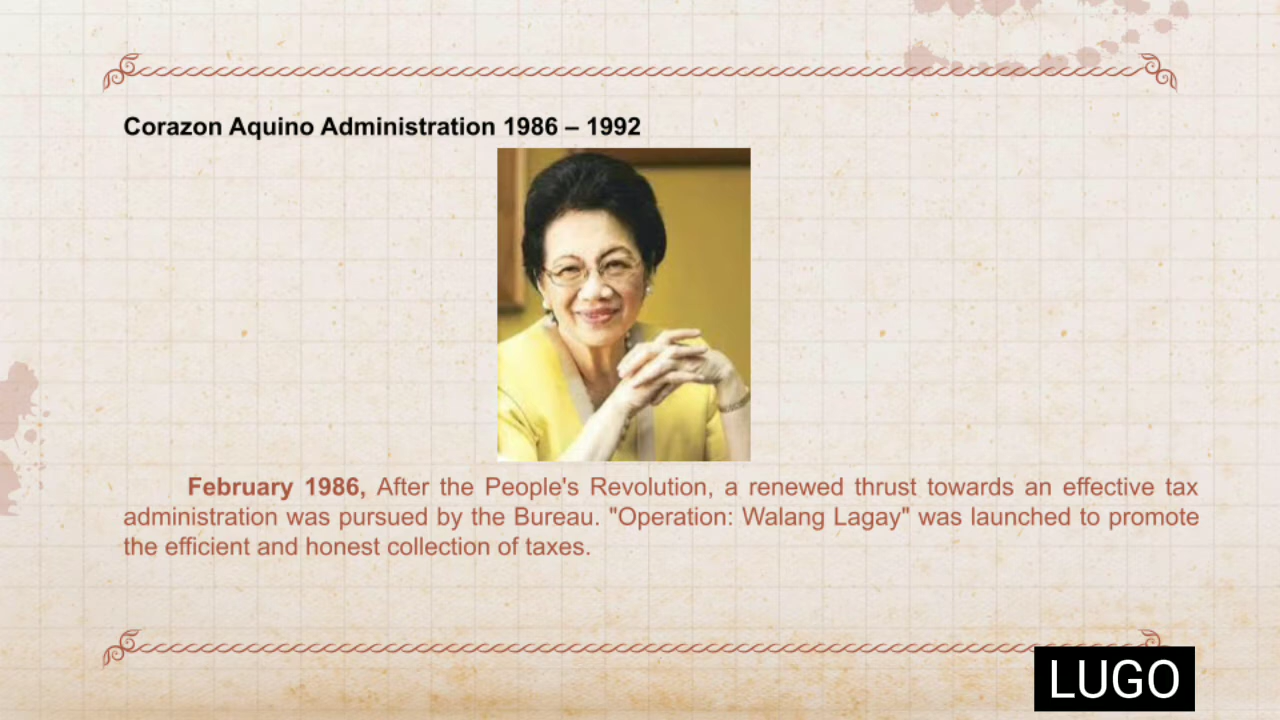 Corazon Aquino Administration 1986 – 1992
February 1986, After the People's Revolution, a renewed thrust towards an effective tax
administration was pursued by the Bureau. "Operation: Walang Lagay" was launched to promote
the efficient and honest collection of taxes.
LUGO